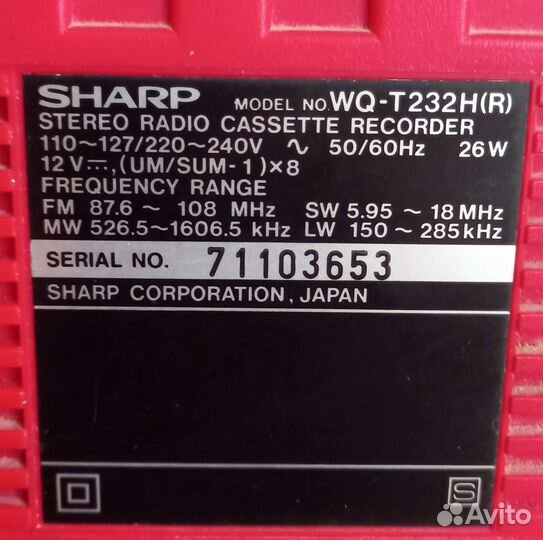 SHARP MODEL NO. WQ-T232H(R)
STEREO RADIO CASSETTE RECORDER
110~127/220~240V ∿ 50/60Hz 26W
12V⎓, (UM/SUM-1)×8
FREQUENCY RANGE
FM 87.6 ~ 108 MHz SW 5.95 ~ 18 MHz
MW 526.5~1606.5 kHz LW 150 ~ 285 kHz
SERIAL NO. 71103653
SHARP CORPORATION, JAPAN
S
Avito